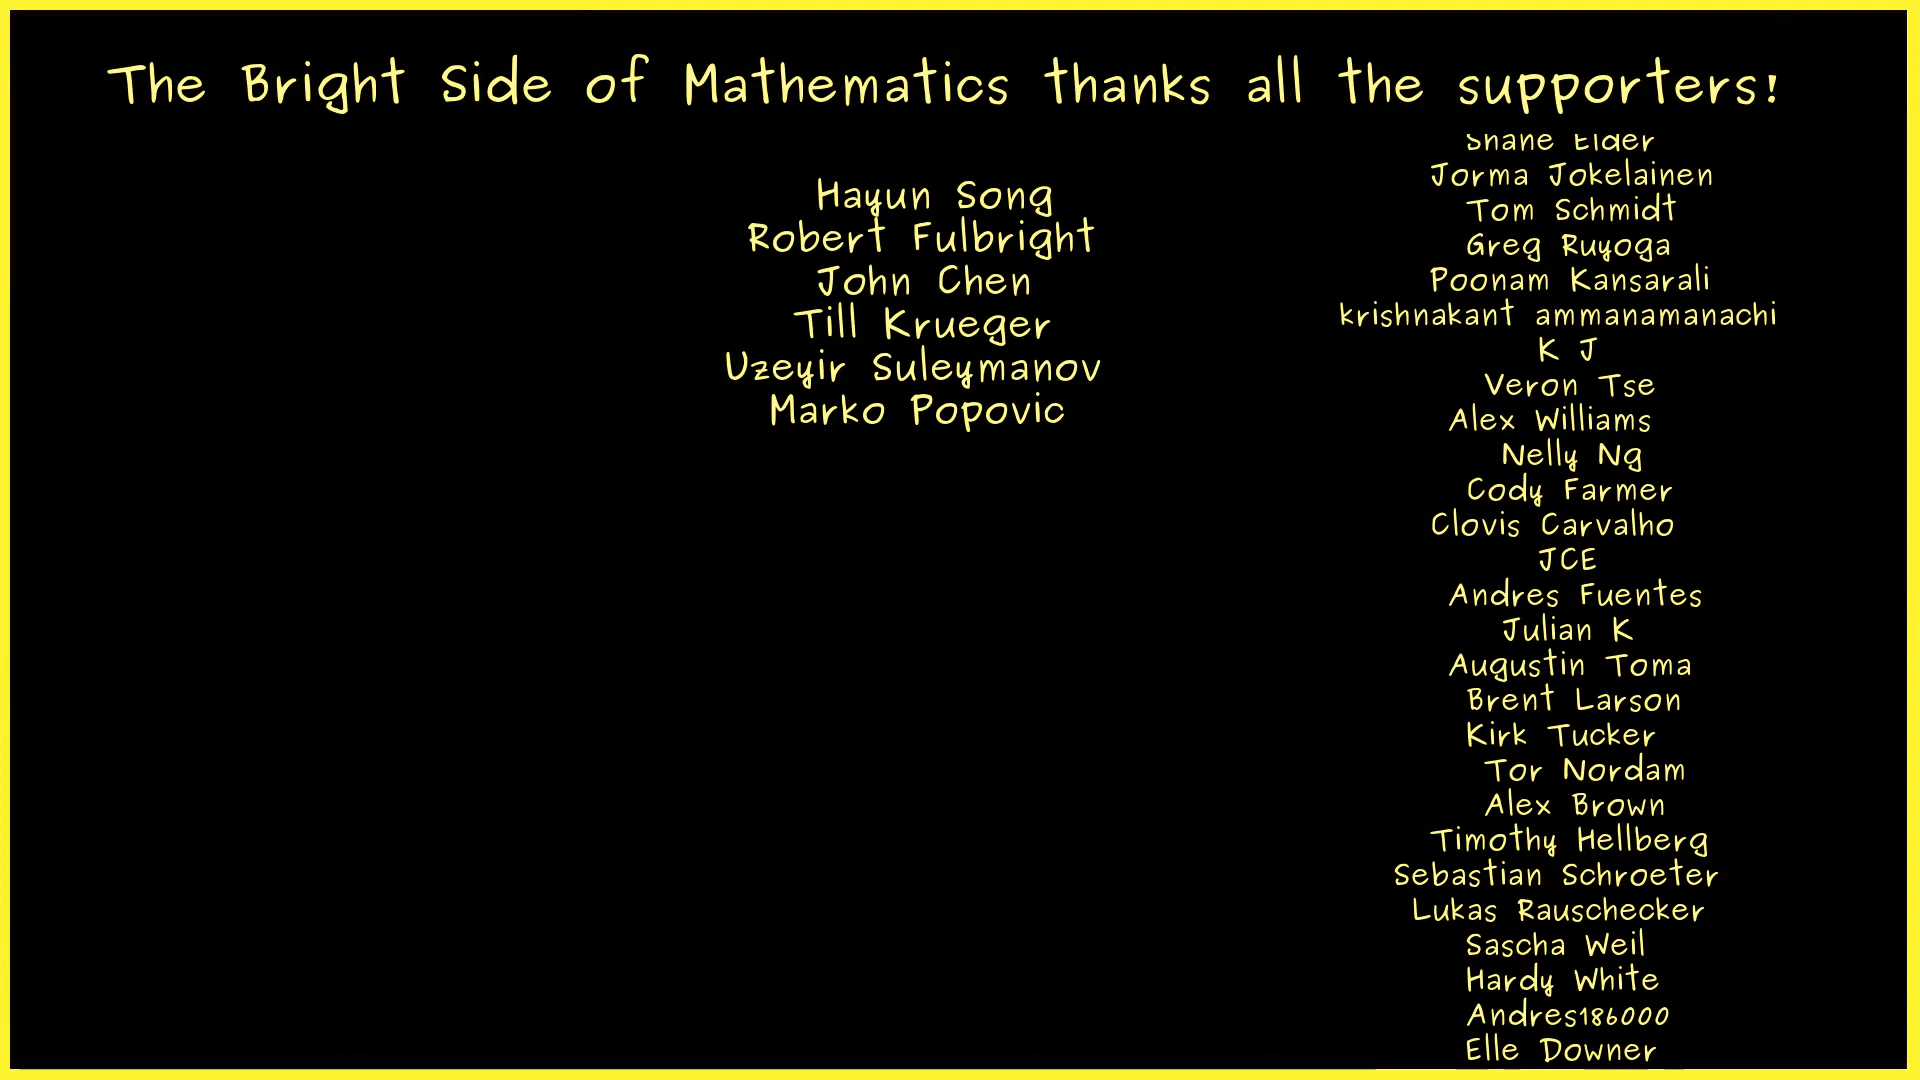 The Bright Side of Mathematics thanks all the supporters!
Hayun Song
Robert Fulbright
John Chen
Till Krueger
Uzeyir Suleymanov
Marko Popovic
Shane Elder
Jorma Jokelainen
Tom Schmidt
Greg Ruyoga
Poonam Kansarali
krishnakant ammanamanachi
K J
Veron Tse
Alex Williams
Nelly Ng
Cody Farmer
Clovis Carvalho
JCE
Andres Fuentes
Julian K
Augustin Toma
Brent Larson
Kirk Tucker
Tor Nordam
Alex Brown
Timothy Hellberg
Sebastian Schroeter
Lukas Rauschecker
Sascha Weil
Hardy White
Andres186000
Elle Downer